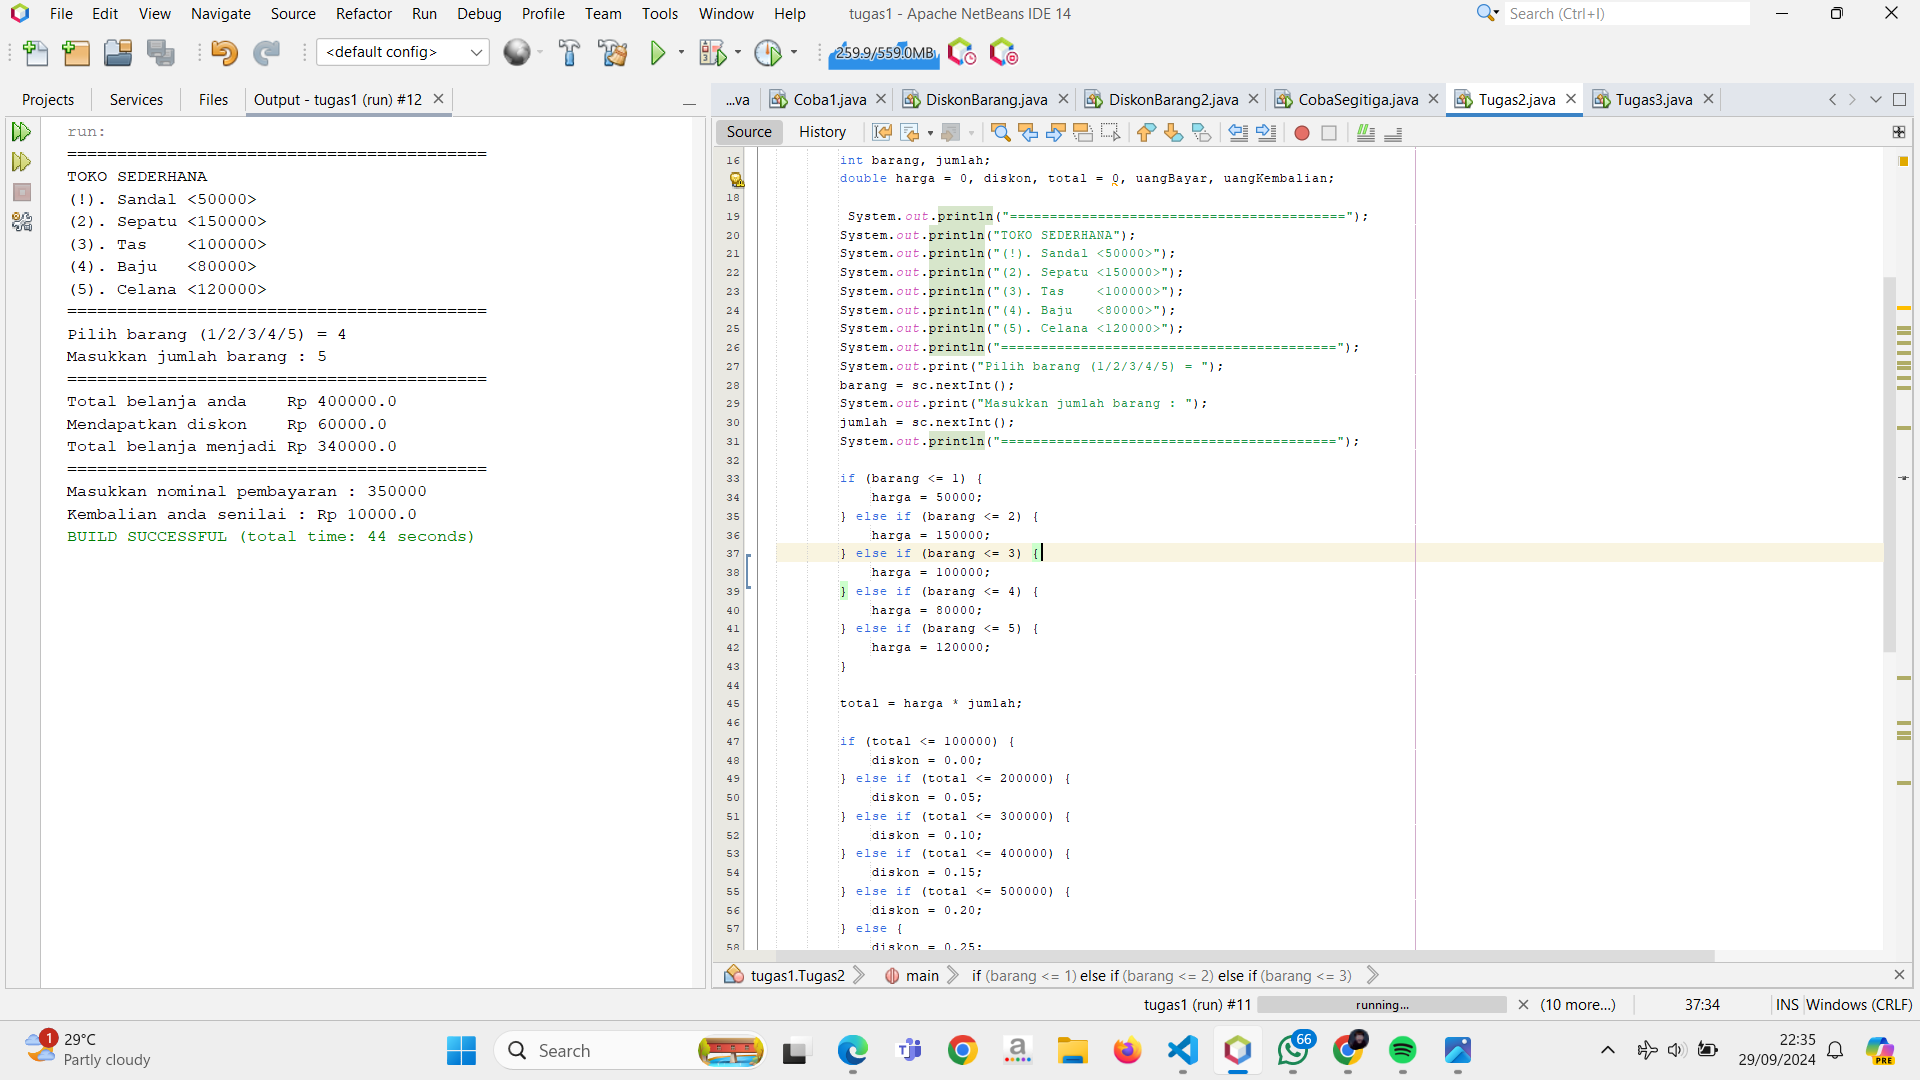 File Edit View Navigate Source Refactor Run Debug Profile Team Tools Window Help tugas1 - Apache NetBeans IDE 14 Search (Ctrl+I)
<default config> 259.9/559.0MB
Projects Services Files Output - tugas1 (run) #12
...va Coba1.java DiskonBarang.java DiskonBarang2.java CobaSegitiga.java Tugas2.java Tugas3.java
Source History
run:
==========================================
TOKO SEDERHANA
(!). Sandal <50000>
(2). Sepatu <150000>
(3). Tas    <100000>
(4). Baju   <80000>
(5). Celana <120000>
==========================================
Pilih barang (1/2/3/4/5) = 4
Masukkan jumlah barang : 5
==========================================
Total belanja anda    Rp 400000.0
Mendapatkan diskon    Rp 60000.0
Total belanja menjadi Rp 340000.0
==========================================
Masukkan nominal pembayaran : 350000
Kembalian anda senilai : Rp 10000.0
BUILD SUCCESSFUL (total time: 44 seconds)
16 int barang, jumlah;
double harga = 0, diskon, total = 0, uangBayar, uangKembalian;
18
19 System.out.println("==========================================");
20 System.out.println("TOKO SEDERHANA");
21 System.out.println("(!). Sandal <50000>");
22 System.out.println("(2). Sepatu <150000>");
23 System.out.println("(3). Tas    <100000>");
24 System.out.println("(4). Baju   <80000>");
25 System.out.println("(5). Celana <120000>");
26 System.out.println("==========================================");
27 System.out.print("Pilih barang (1/2/3/4/5) = ");
28 barang = sc.nextInt();
29 System.out.print("Masukkan jumlah barang : ");
30 jumlah = sc.nextInt();
31 System.out.println("==========================================");
32
33 if (barang <= 1) {
34 harga = 50000;
35 } else if (barang <= 2) {
36 harga = 150000;
37 } else if (barang <= 3) {
38 harga = 100000;
39 } else if (barang <= 4) {
40 harga = 80000;
41 } else if (barang <= 5) {
42 harga = 120000;
43 }
44
45 total = harga * jumlah;
46
47 if (total <= 100000) {
48 diskon = 0.00;
49 } else if (total <= 200000) {
50 diskon = 0.05;
51 } else if (total <= 300000) {
52 diskon = 0.10;
53 } else if (total <= 400000) {
54 diskon = 0.15;
55 } else if (total <= 500000) {
56 diskon = 0.20;
57 } else {
58 diskon = 0.25;
tugas1.Tugas2 main if (barang <= 1) else if (barang <= 2) else if (barang <= 3)
tugas1 (run) #11 running... (10 more...) 37:34 INS Windows (CRLF)
1 29°C
Partly cloudy
Search
66
22:35
29/09/2024
PRE